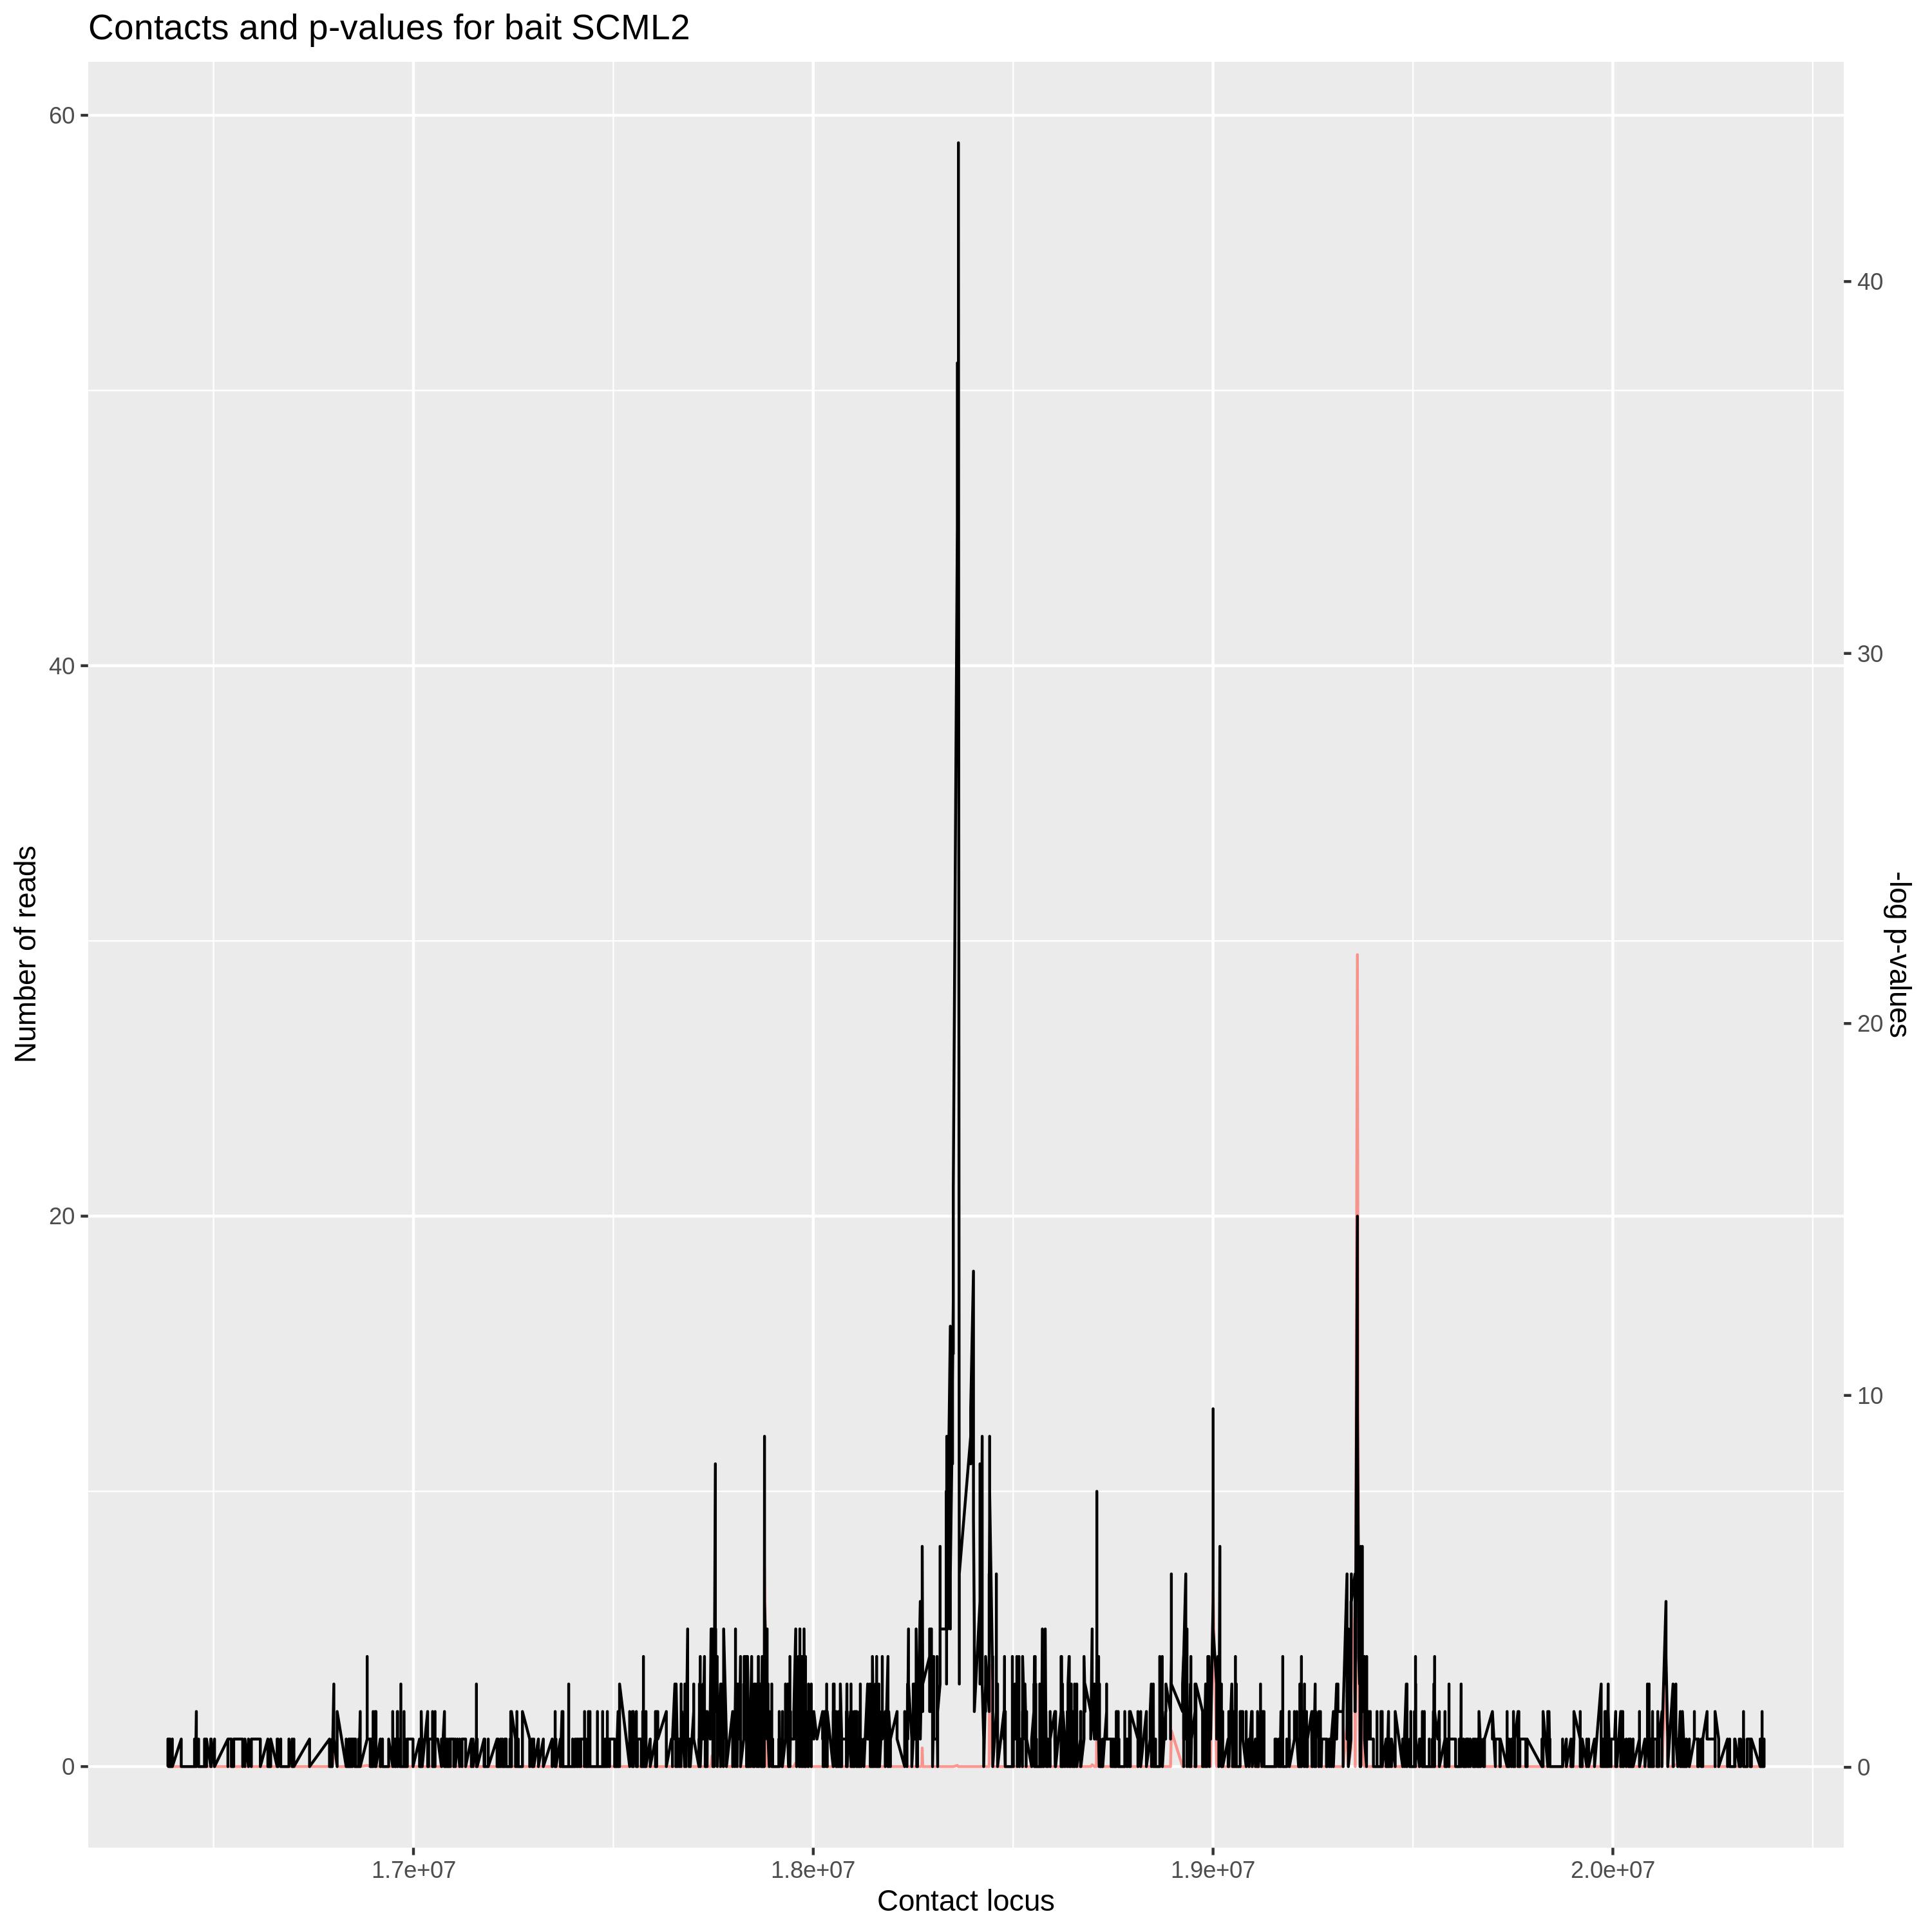 Contacts and p-values for bait SCML2
60
40
20
0
Number of reads
40
30
20
10
0
-log p-values
1.7e+07 1.8e+07 1.9e+07 2.0e+07
Contact locus